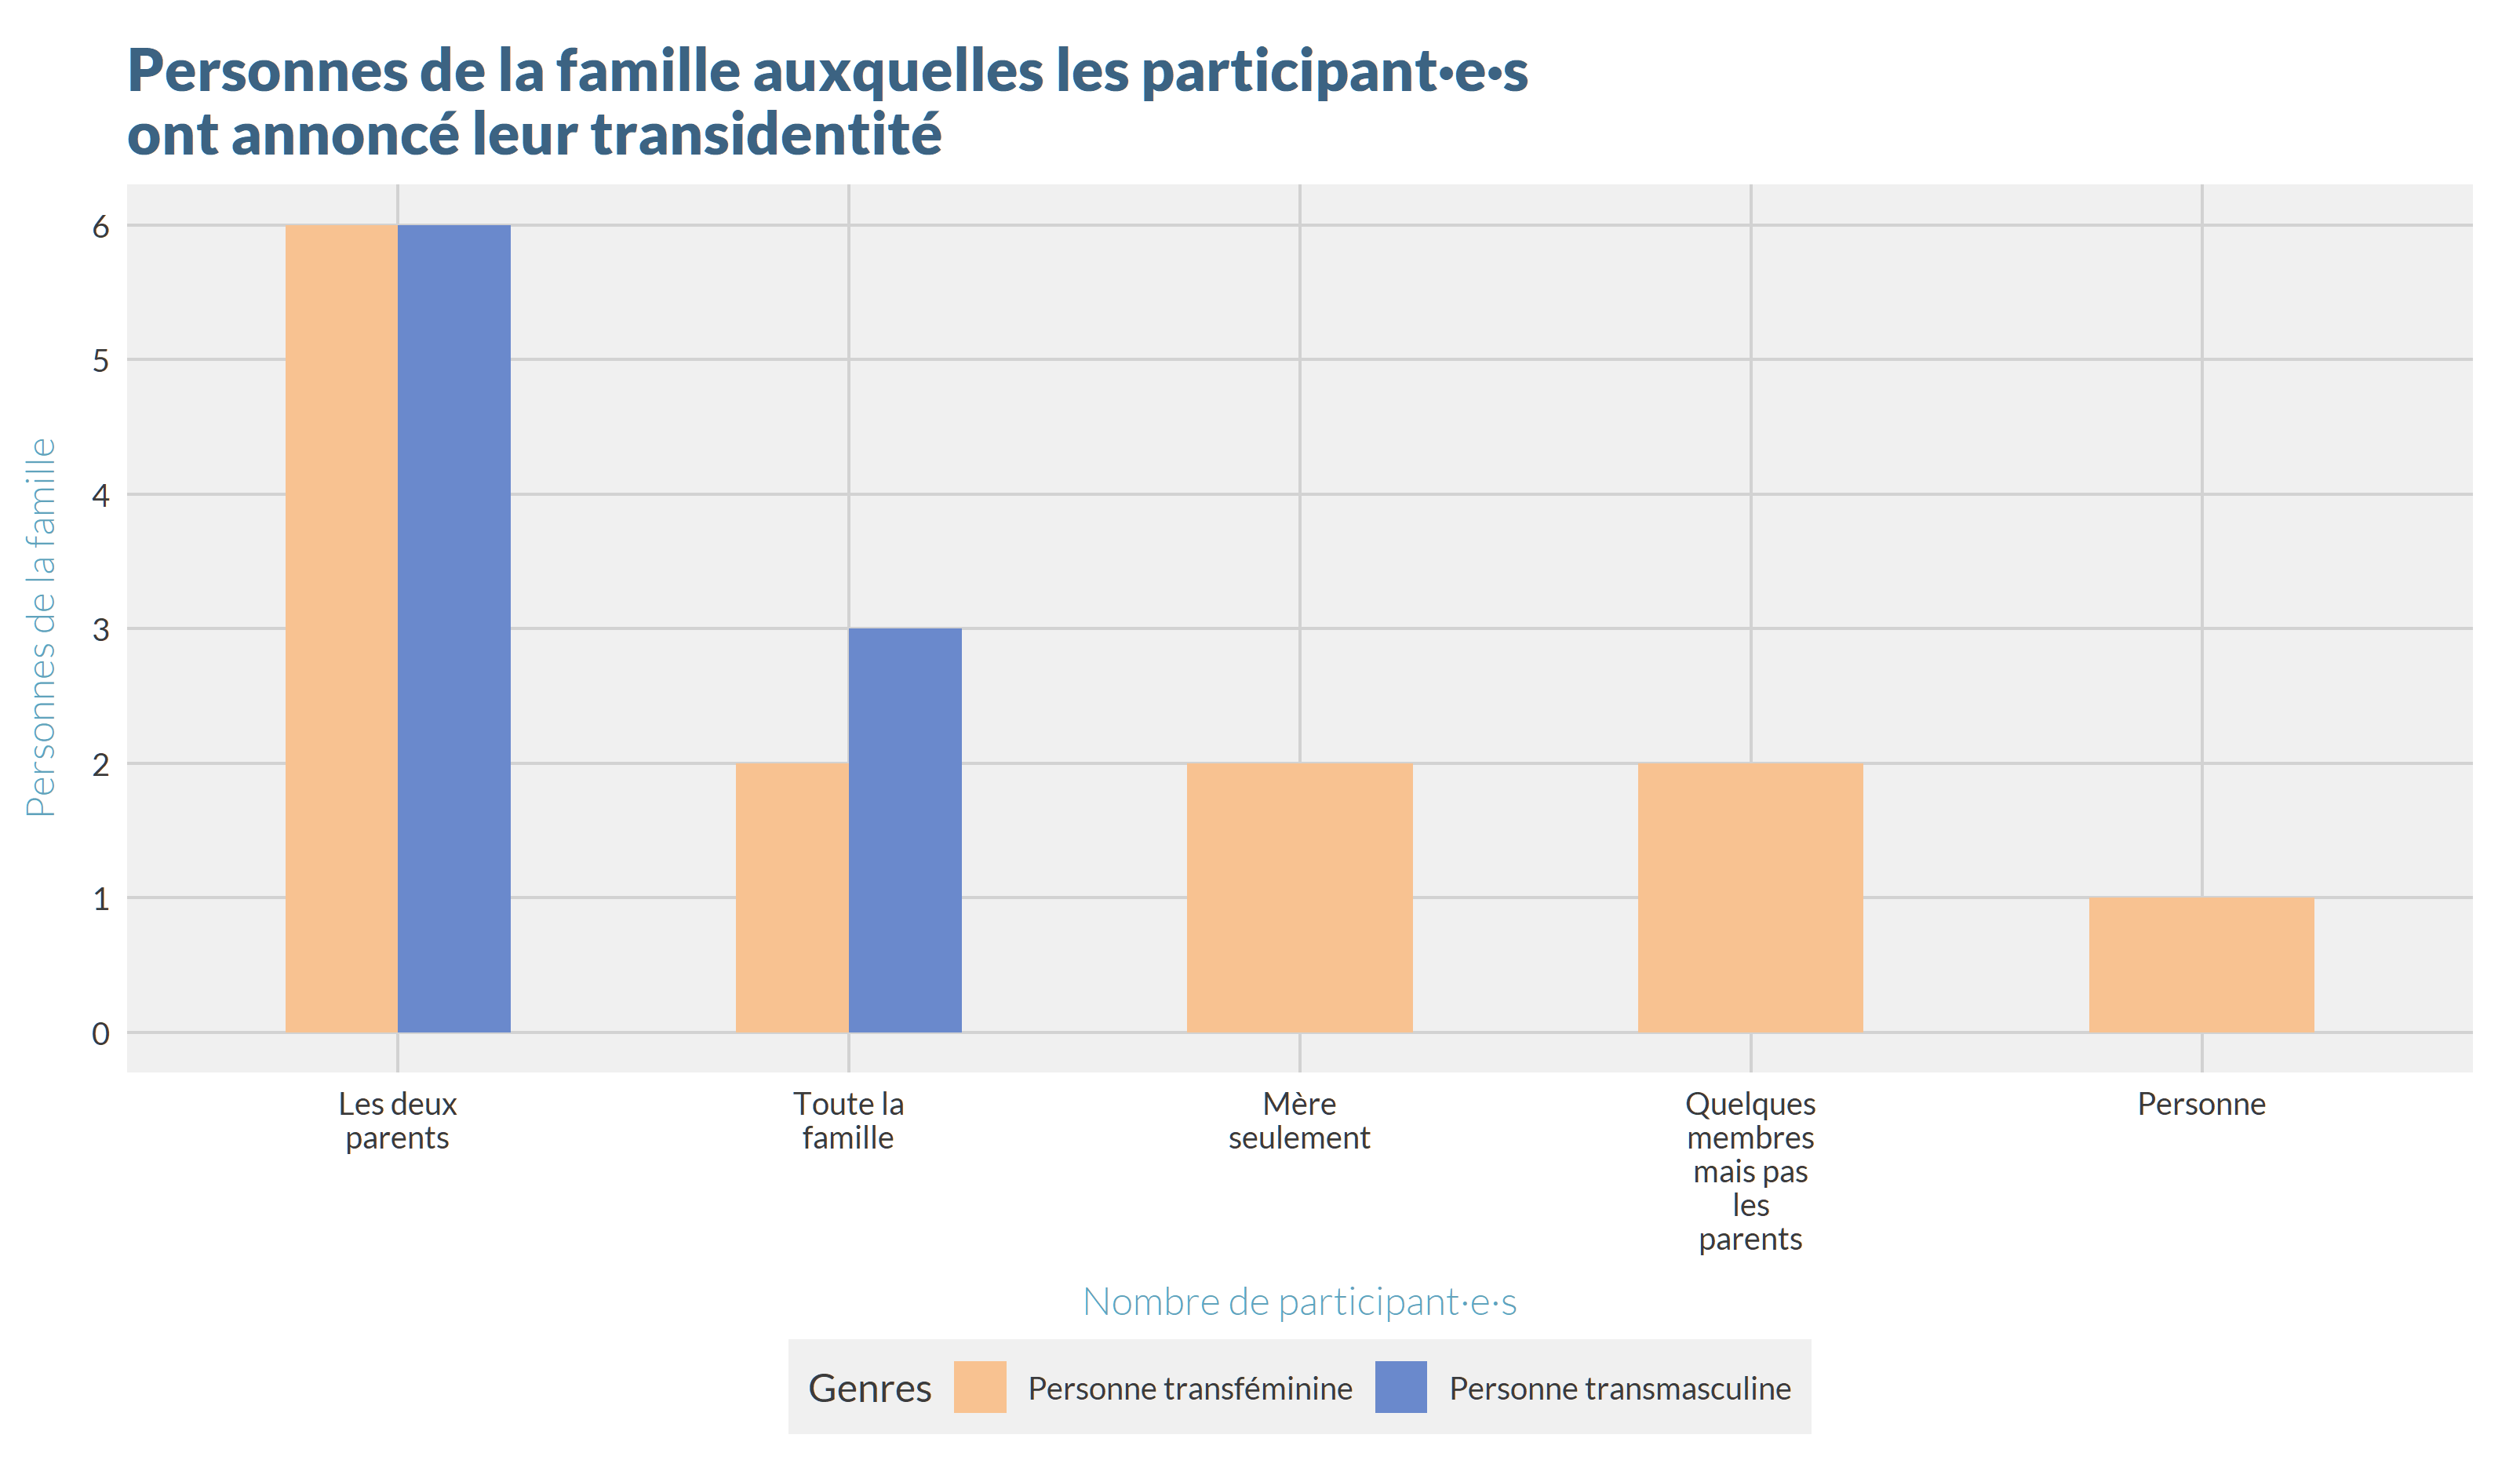 Personnes de la famille auxquelles les participant•e•s
ont annoncé leur transidentité
Personnes de la famille
6
5
4
3
2
1
0
Les deux
parents
Toute la
famille
Mère
seulement
Quelques
membres
mais pas
les
parents
Personne
Nombre de participant·e·s
Genres Personne transféminine Personne transmasculine